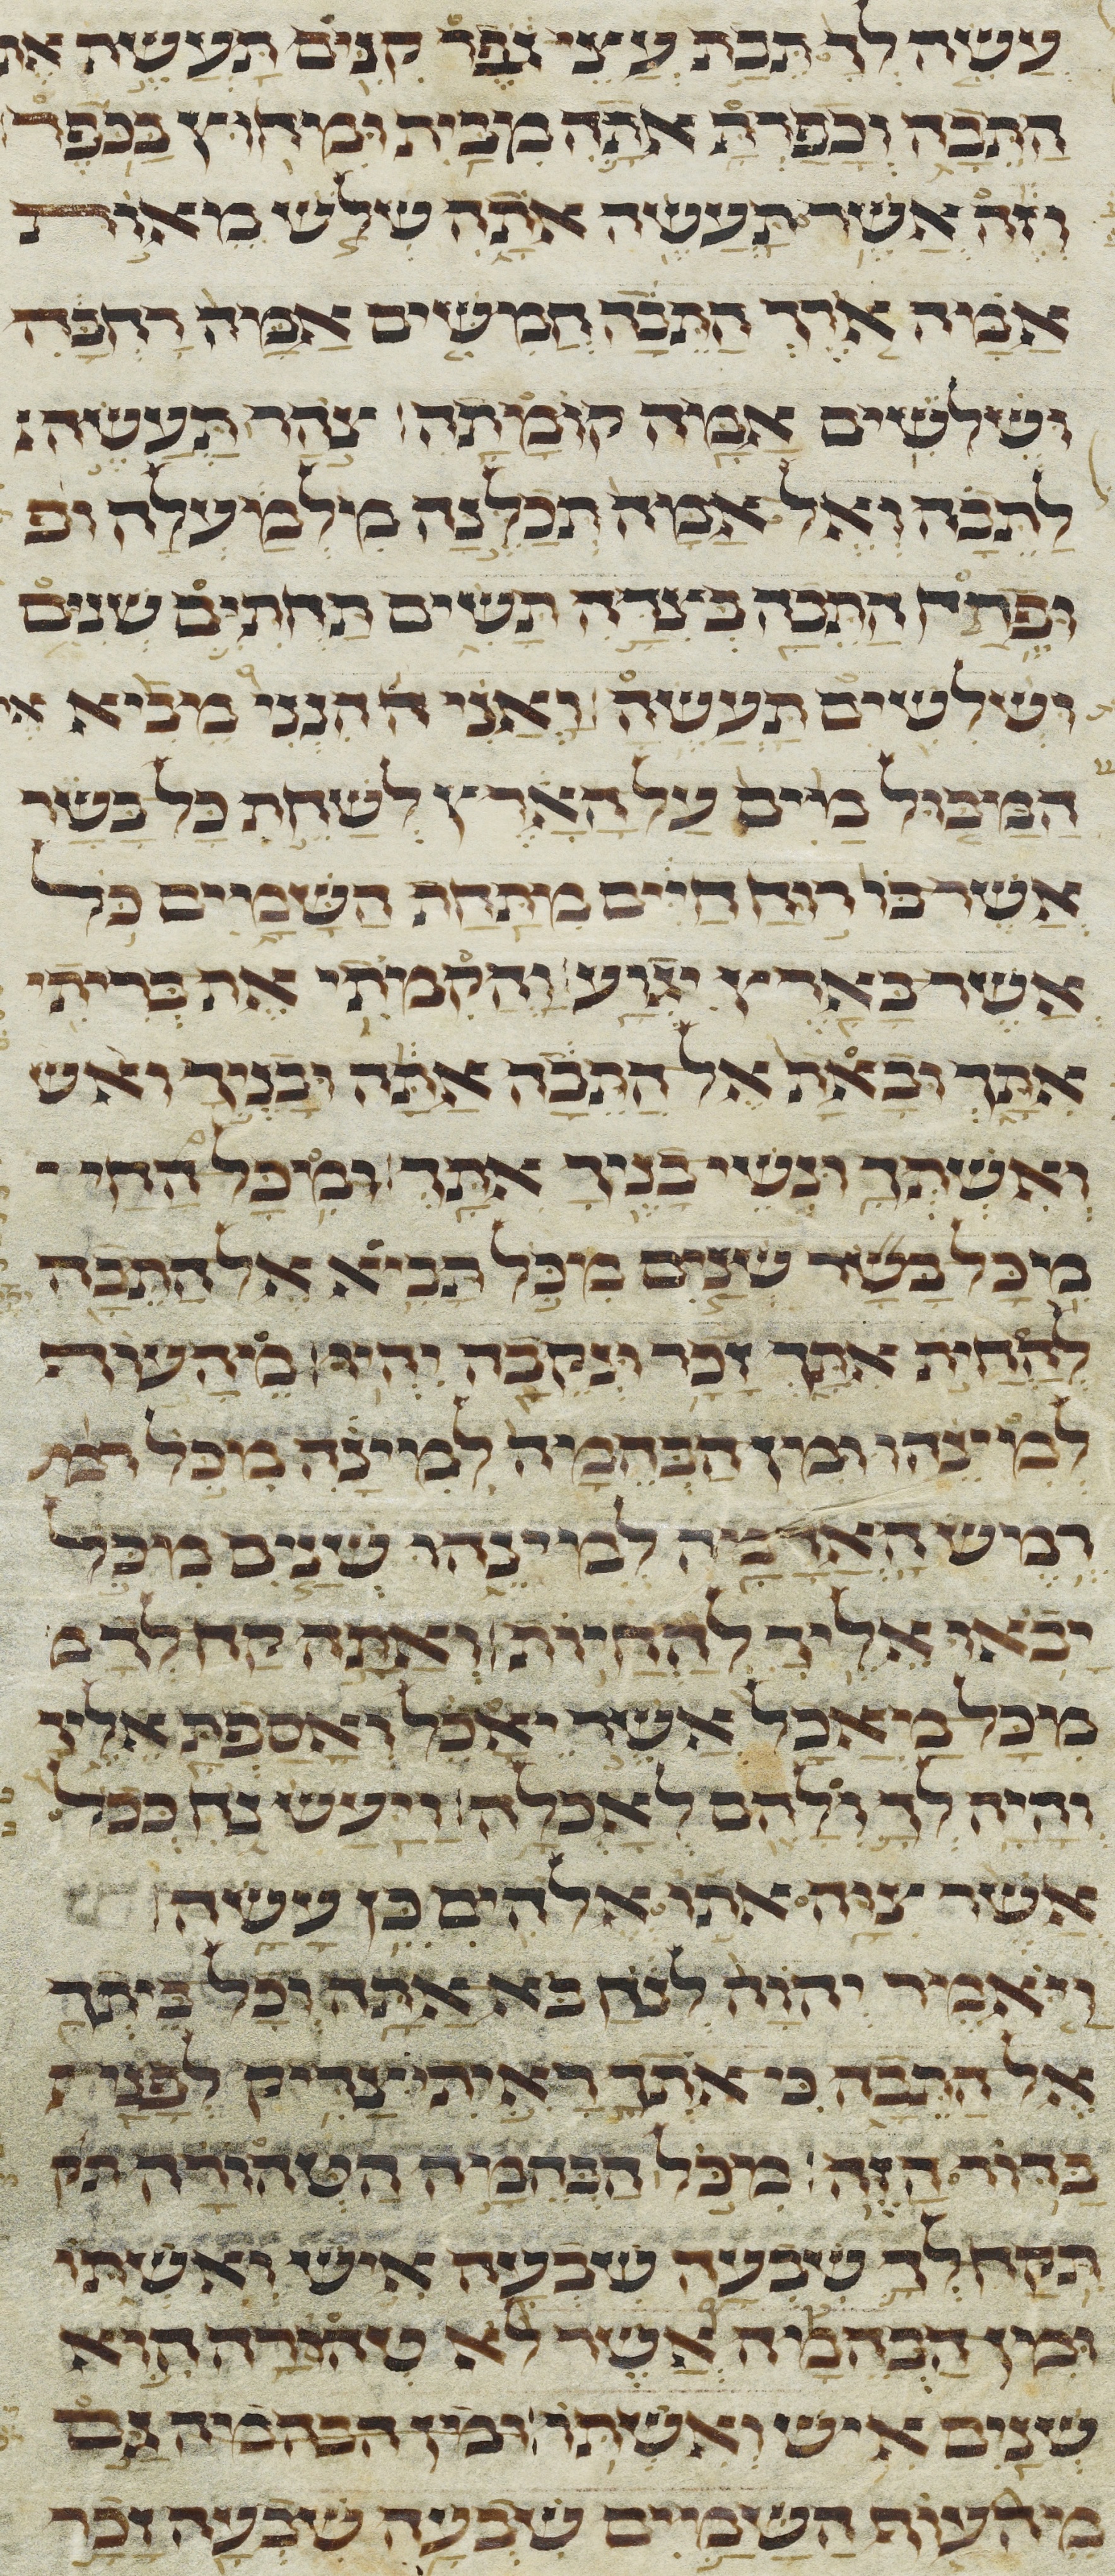 עשה לך תבת עצי גפר קנים תעשה את
התבה וכפרת אתה מבית ומחוץ בכפר
וזה אשר תעשה אתה שלש מאות
אמה ארך התבה חמשים אמה רחבה
ושלשים אמה קומתה צהר תעשה
לתבה ואל אמה תכלנה מלמעלה ופ
ופתח התבה בצדה תשים תחתים שנים
ושלשים תעשה ואני הנני מביא את
המבול מים על הארץ לשחת כל בשר
אשר בו רוח חיים מתחת השמים כל
אשר בארץ יגוע והקמתי את בריתי
אתך ובאת אל התבה אתה ובניך ואש
ואשתך ונשי בניך אתך ומכל החי
מכל בשר שנים מכל תביא אל התבה
להחית אתך זכר ונקבה יהיו מהעוף
למינהו ומן הבהמה למינה מכל רמ
רמש האדמה למינהו שנים מכל
יבאו אליך להחיות ואתה קח לך מ
מכל מאכל אשר יאכל ואספת אליך
והיה לך ולהם לאכלה ויעש נח ככל
אשר צוה אתו אלהים כן עשה
ויאמר יהוה לנח בא אתה וכל ביתך
אל התבה כי אתך ראיתי צדיק לפני
בדור הזה מכל הבהמה הטהורה תק
תקח לך שבעה שבעה איש ואשתו
ומן הבהמה אשר לא טהרה הוא
שנים איש ואשתו ומן הבהמה גם
מעוף השמים שבעה שבעה זכר